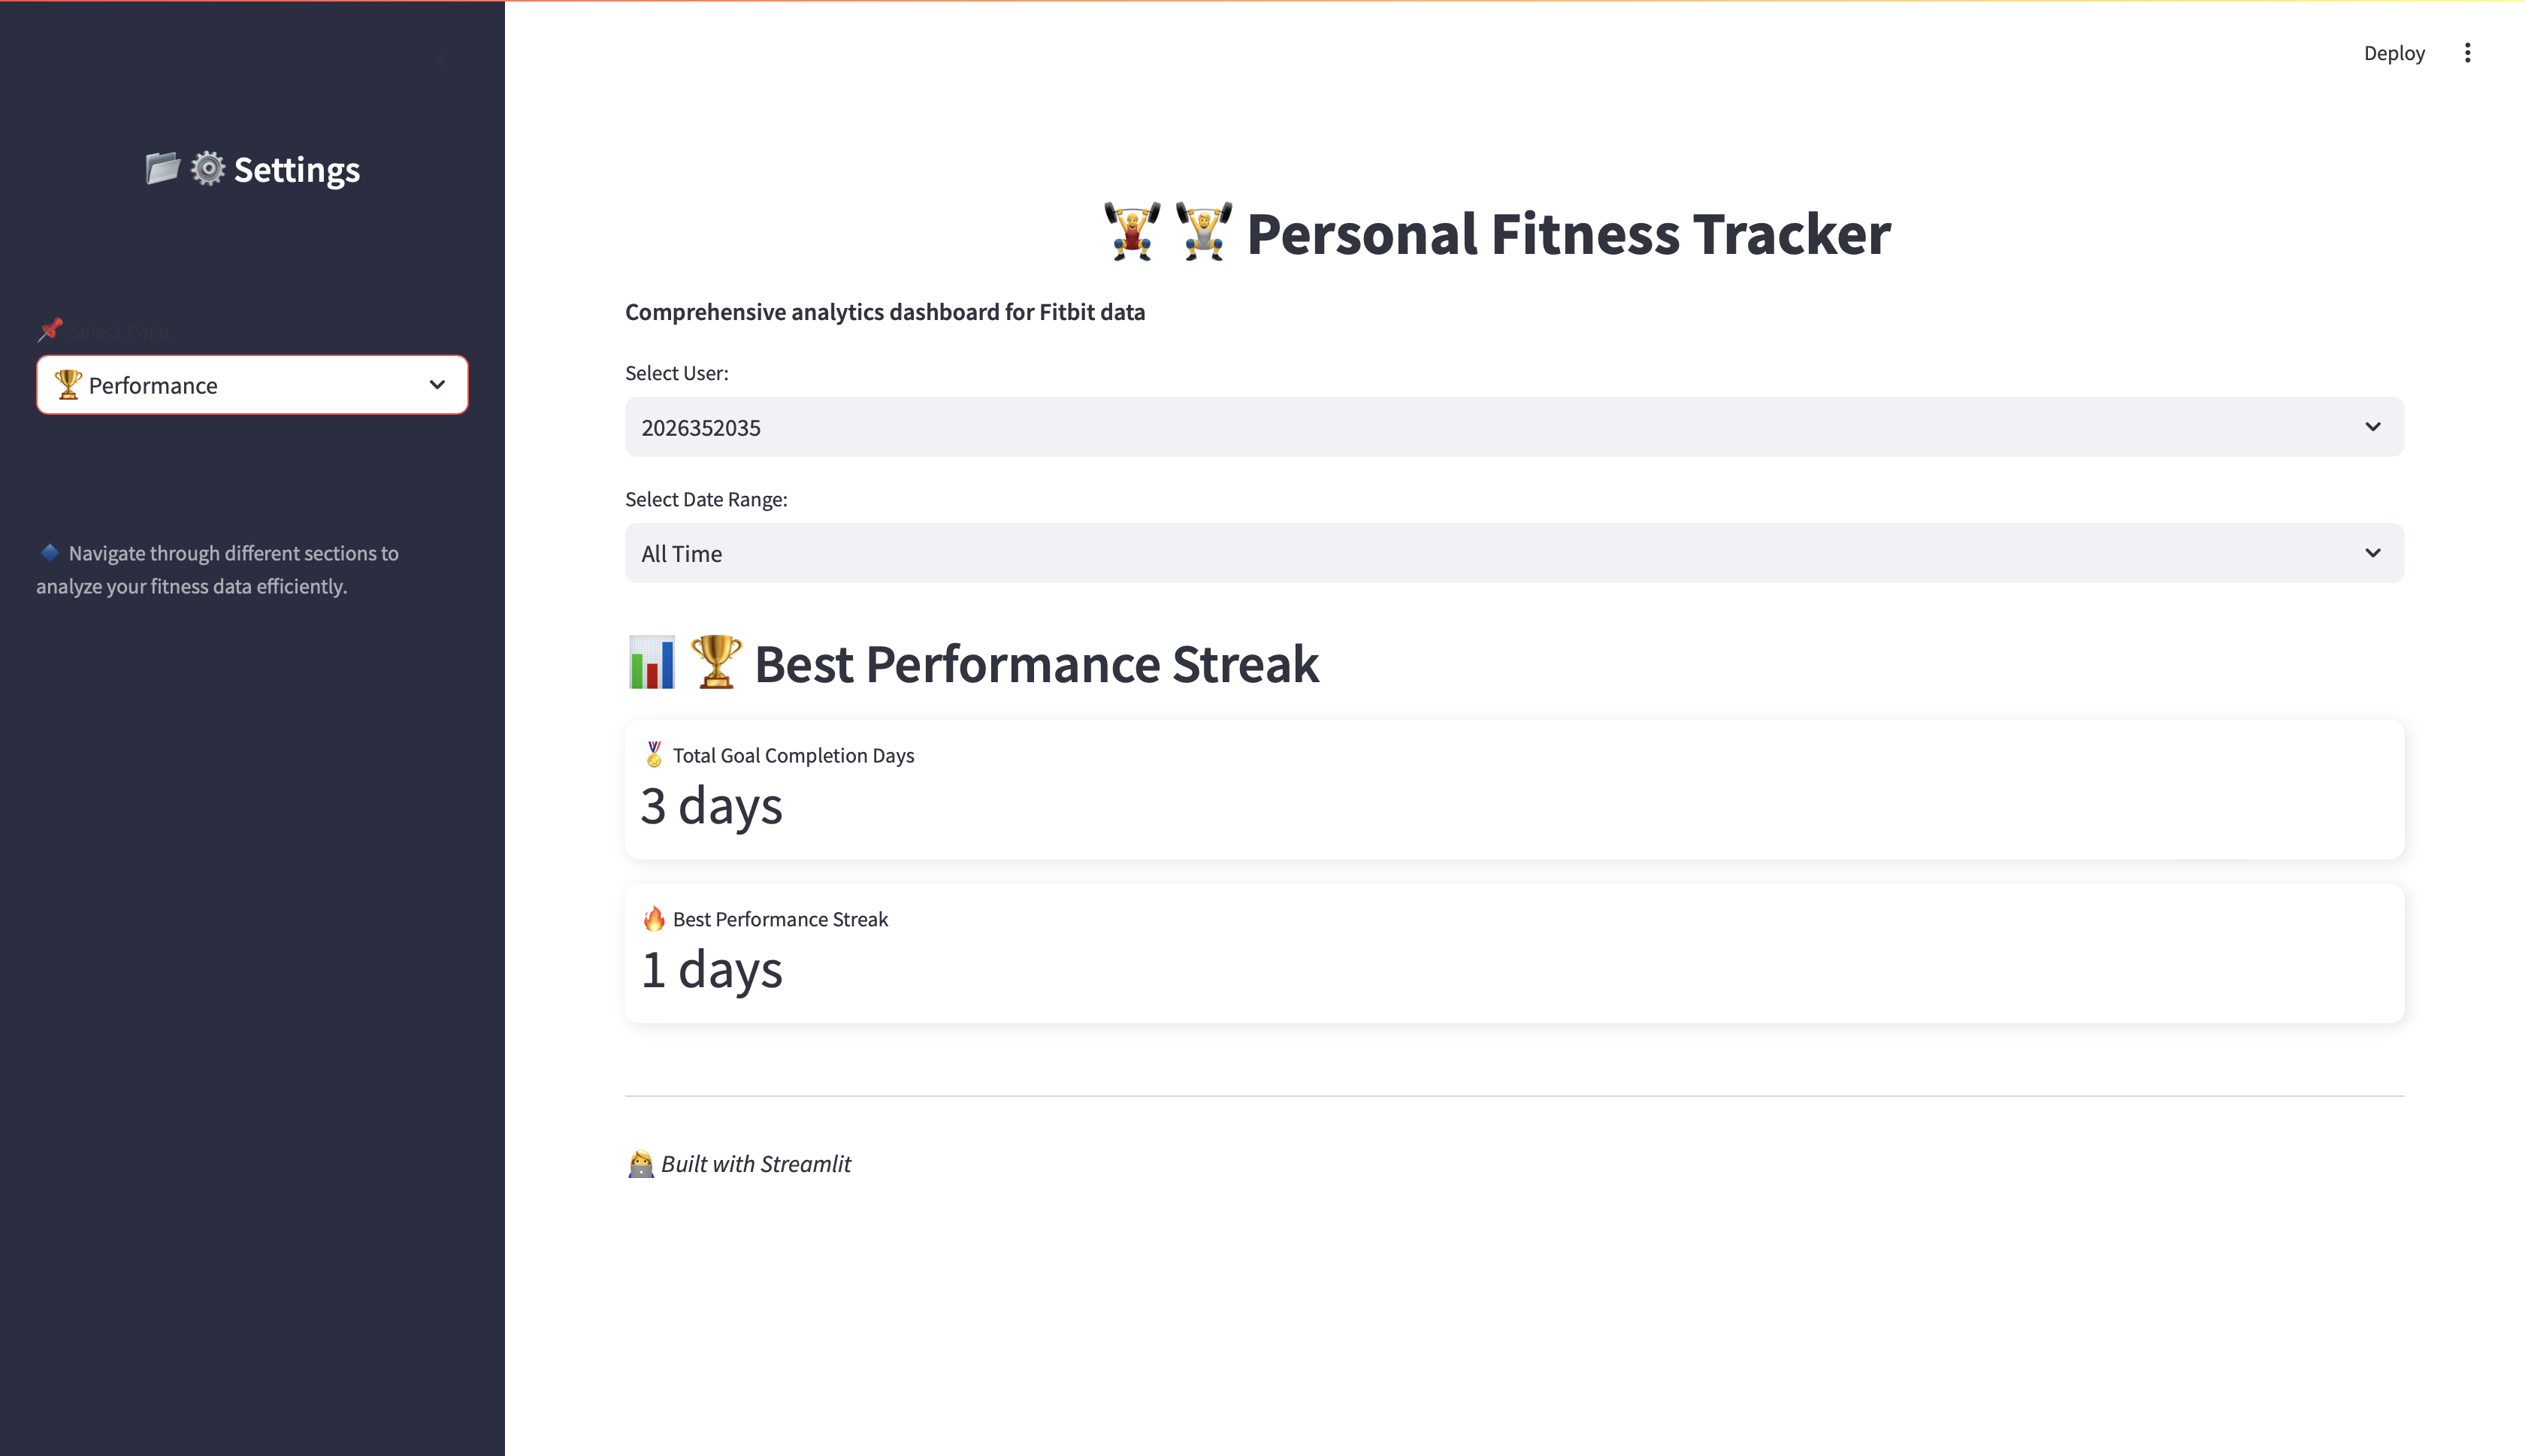 Deploy
Settings
Select Page:
Performance
Navigate through different sections to
analyze your fitness data efficiently.
Personal Fitness Tracker
Comprehensive analytics dashboard for Fitbit data
Select User:
2026352035
Select Date Range:
All Time
Best Performance Streak
Total Goal Completion Days
3 days
Best Performance Streak
1 days
Built with Streamlit